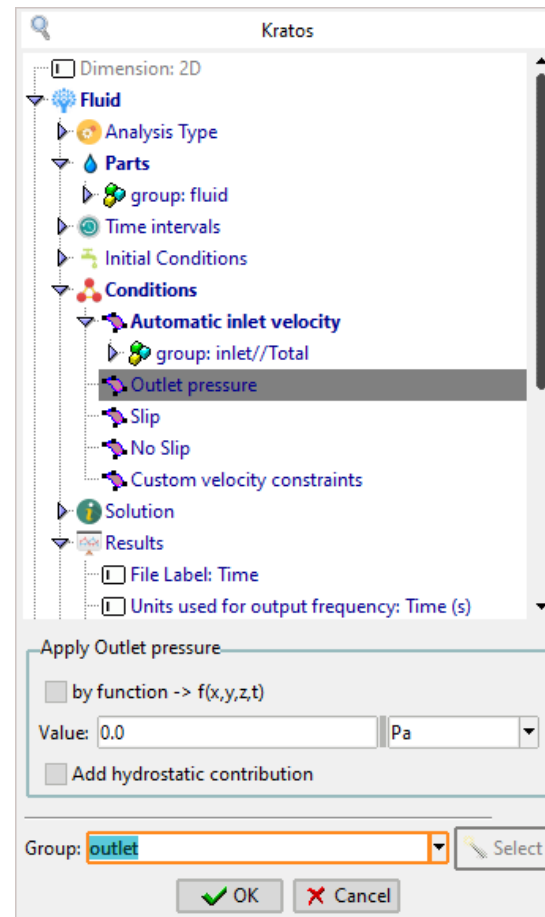 Kratos
Dimension: 2D
Fluid
Analysis Type
Parts
group: fluid
Time intervals
Initial Conditions
Conditions
Automatic inlet velocity
group: inlet//Total
Outlet pressure
Slip
No Slip
Custom velocity constraints
Solution
Results
File Label: Time
Units used for output frequency: Time (s)
Apply Outlet pressure
by function -> f(x,y,z,t)
Value: 0.0 Pa
Add hydrostatic contribution
Group: outlet Select
OK Cancel